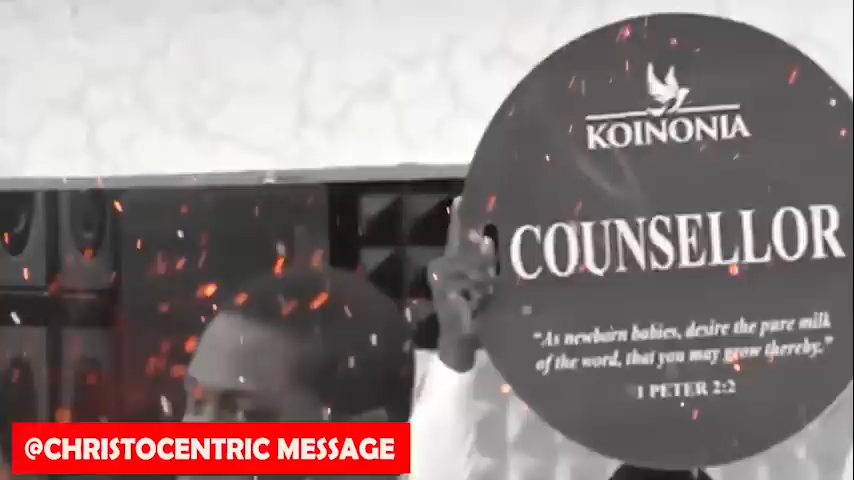 KOINONIA
COUNSELLOR
"As newborn babies, desire the pure milk
of the word, that you may grow thereby."
1 PETER 2:2
@CHRISTOCENTRIC MESSAGE